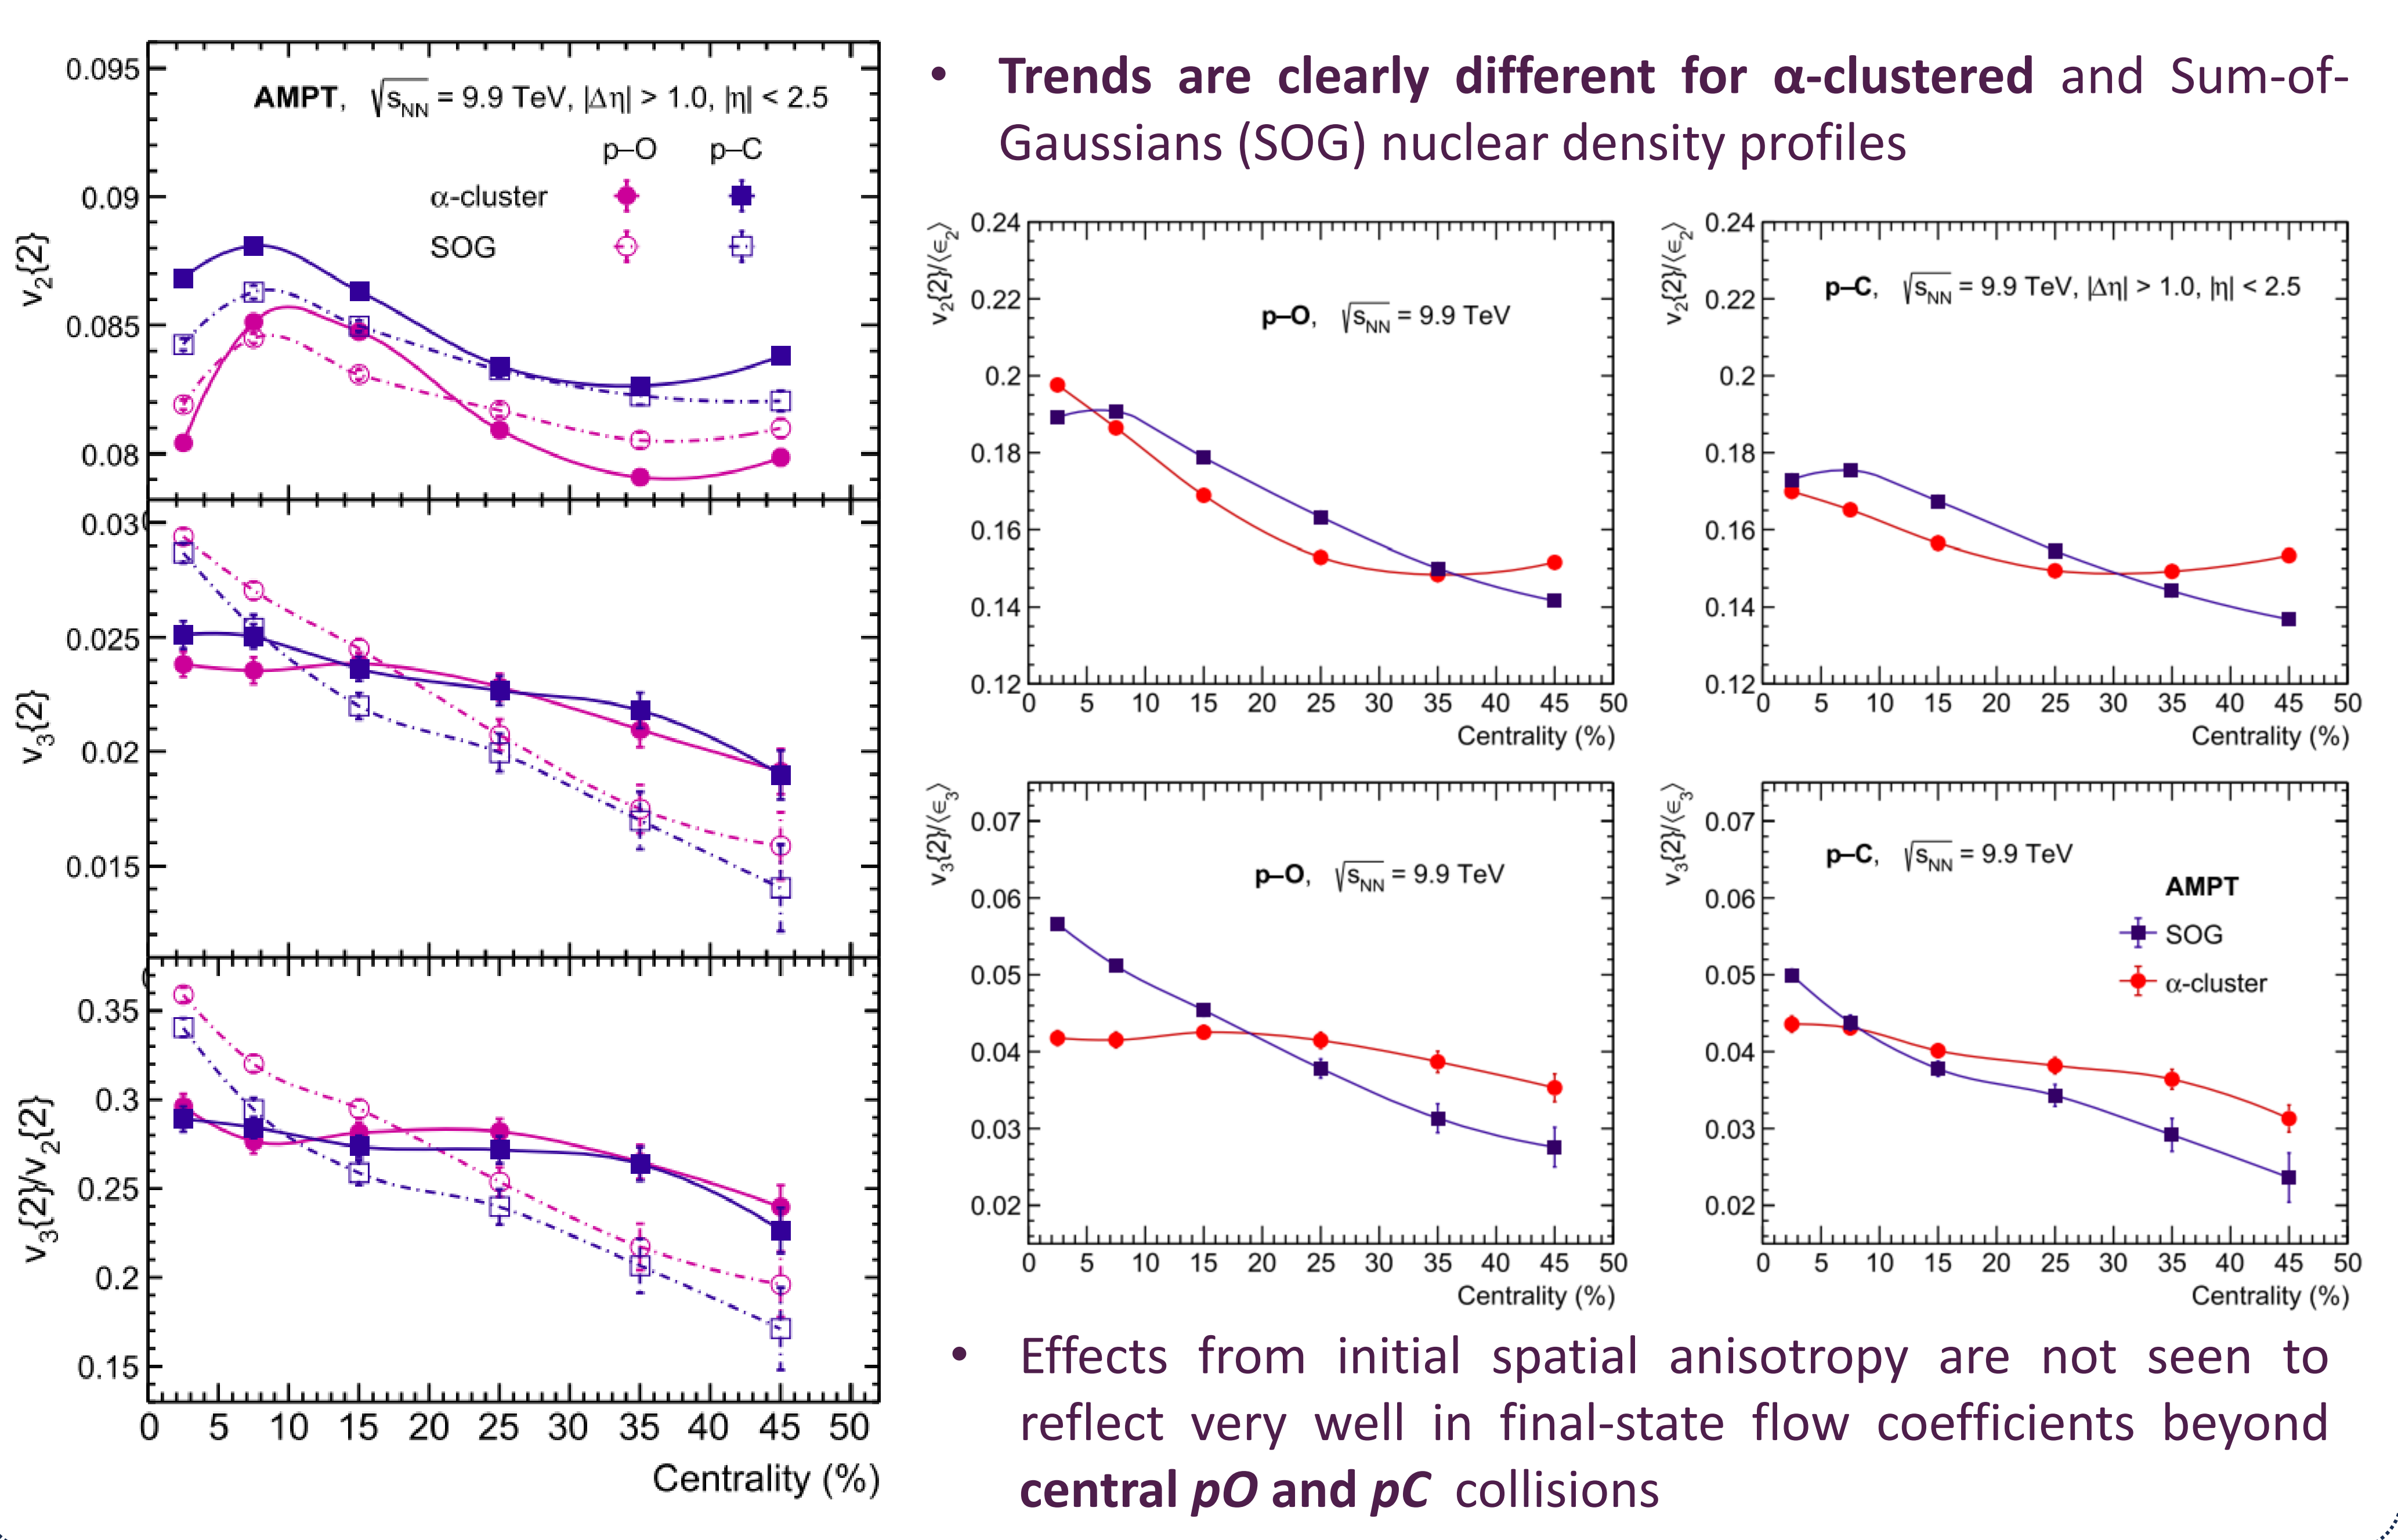 • Trends are clearly different for α-clustered and Sum-of-
Gaussians (SOG) nuclear density profiles
AMPT, √sNN = 9.9 TeV, |Δη| > 1.0, |η| < 2.5
p–O p–C
α-cluster
SOG
v2{2}
0.095
0.09
0.085
0.08
v3{2}
0.03
0.025
0.02
0.015
v3{2}/v2{2}
0.35
0.3
0.25
0.2
0.15
0 5 10 15 20 25 30 35 40 45 50
Centrality (%)
v2{2}/⟨ϵ2⟩
0.24
0.22
0.2
0.18
0.16
0.14
0.12
p–O, √sNN = 9.9 TeV
0 5 10 15 20 25 30 35 40 45 50
Centrality (%)
v2{2}/⟨ϵ2⟩
0.24
0.22
0.2
0.18
0.16
0.14
0.12
p–C, √sNN = 9.9 TeV, |Δη| > 1.0, |η| < 2.5
0 5 10 15 20 25 30 35 40 45 50
Centrality (%)
v3{2}/⟨ϵ3⟩
0.07
0.06
0.05
0.04
0.03
0.02
p–O, √sNN = 9.9 TeV
0 5 10 15 20 25 30 35 40 45 50
Centrality (%)
v3{2}/⟨ϵ3⟩
0.07
0.06
0.05
0.04
0.03
0.02
p–C, √sNN = 9.9 TeV
AMPT
SOG
α-cluster
0 5 10 15 20 25 30 35 40 45 50
Centrality (%)
• Effects from initial spatial anisotropy are not seen to
reflect very well in final-state flow coefficients beyond
central pO and pC collisions